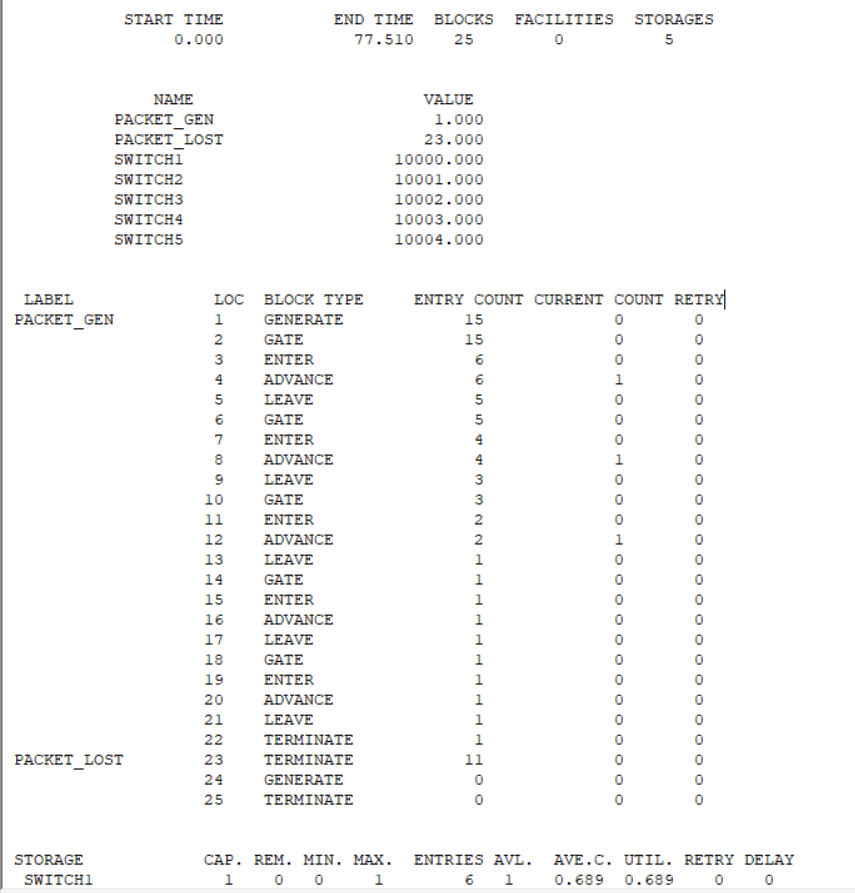 START TIME END TIME BLOCKS FACILITIES STORAGES
0.000 77.510 25 0 5
NAME VALUE
PACKET_GEN 1.000
PACKET_LOST 23.000
SWITCH1 10000.000
SWITCH2 10001.000
SWITCH3 10002.000
SWITCH4 10003.000
SWITCH5 10004.000
LABEL LOC BLOCK TYPE ENTRY COUNT CURRENT COUNT RETRY
PACKET_GEN 1 GENERATE 15 0 0
2 GATE 15 0 0
3 ENTER 6 0 0
4 ADVANCE 6 1 0
5 LEAVE 5 0 0
6 GATE 5 0 0
7 ENTER 4 0 0
8 ADVANCE 4 1 0
9 LEAVE 3 0 0
10 GATE 3 0 0
11 ENTER 2 0 0
12 ADVANCE 2 1 0
13 LEAVE 1 0 0
14 GATE 1 0 0
15 ENTER 1 0 0
16 ADVANCE 1 0 0
17 LEAVE 1 0 0
18 GATE 1 0 0
19 ENTER 1 0 0
20 ADVANCE 1 0 0
21 LEAVE 1 0 0
22 TERMINATE 1 0 0
PACKET_LOST 23 TERMINATE 11 0 0
24 GENERATE 0 0 0
25 TERMINATE 0 0 0
STORAGE CAP. REM. MIN. MAX. ENTRIES AVL. AVE.C. UTIL. RETRY DELAY
SWITCH1 1 0 0 1 6 1 0.689 0.689 0 0